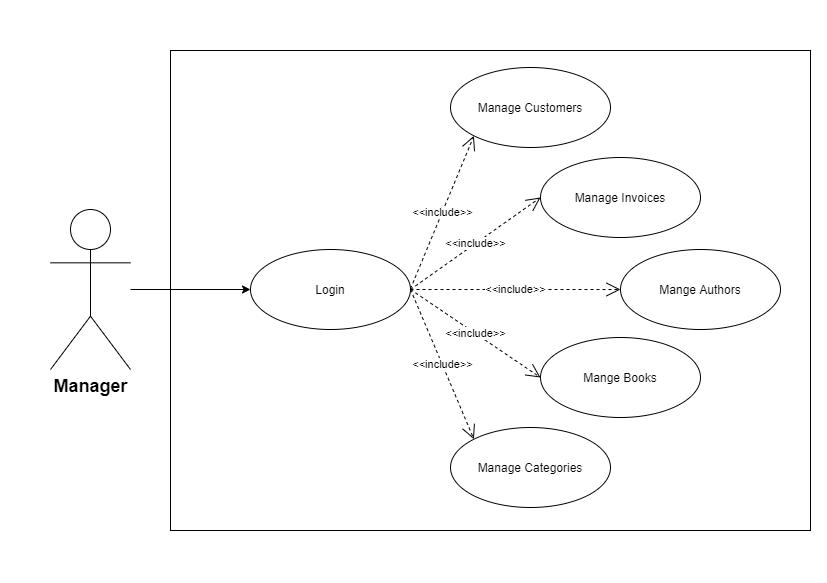 Manage Customers
Manage Invoices
<<include>>
<<include>>
Login
<<include>>
Mange Authors
<<include>>
<<include>>
Mange Books
Manager
Manage Categories